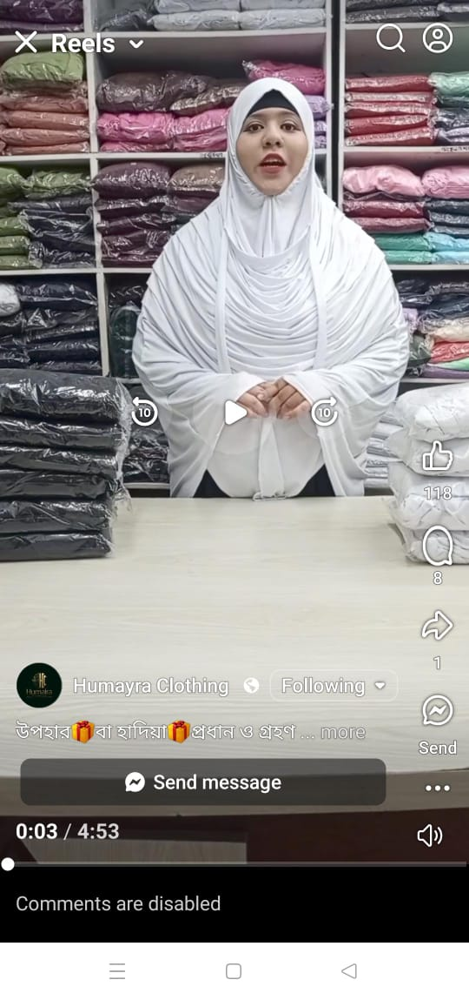 Reels
10
10
118
8
1
Humaira
Humayra Clothing
Following
উপহার🎁বা হাদিয়া🎁প্রধান ও গ্রহণ ... more
Send
Send message
0:03 / 4:53
Comments are disabled